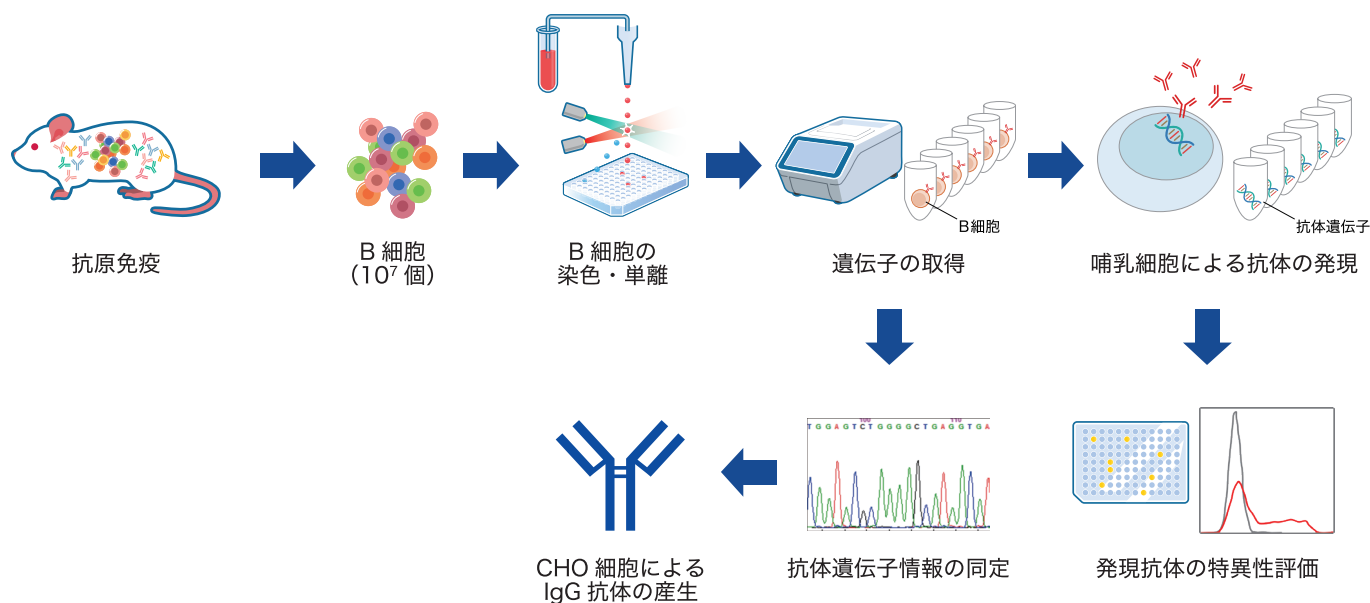 抗原免疫
B 細胞
（10⁷ 個）
B 細胞の
染色・単離
B細胞
遺伝子の取得
抗体遺伝子
哺乳細胞による抗体の発現
100 110
TGGAGTCTGGGGCTGAGGTGA
CHO 細胞による
IgG 抗体の産生
抗体遺伝子情報の同定
発現抗体の特異性評価